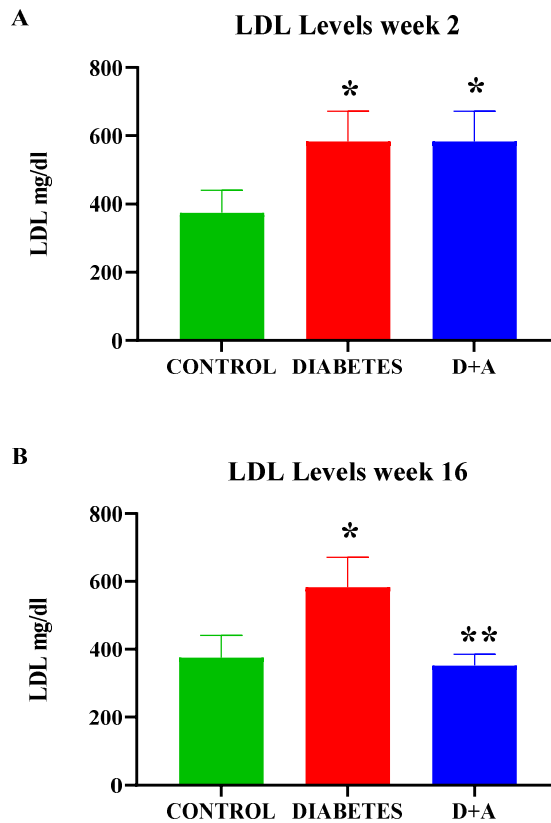 A
LDL Levels week 2
LDL mg/dl
800
*
*
600
400
200
0
CONTROL
DIABETES
D+A
B
LDL Levels week 16
LDL mg/dl
800
*
600
**
400
200
0
CONTROL
DIABETES
D+A